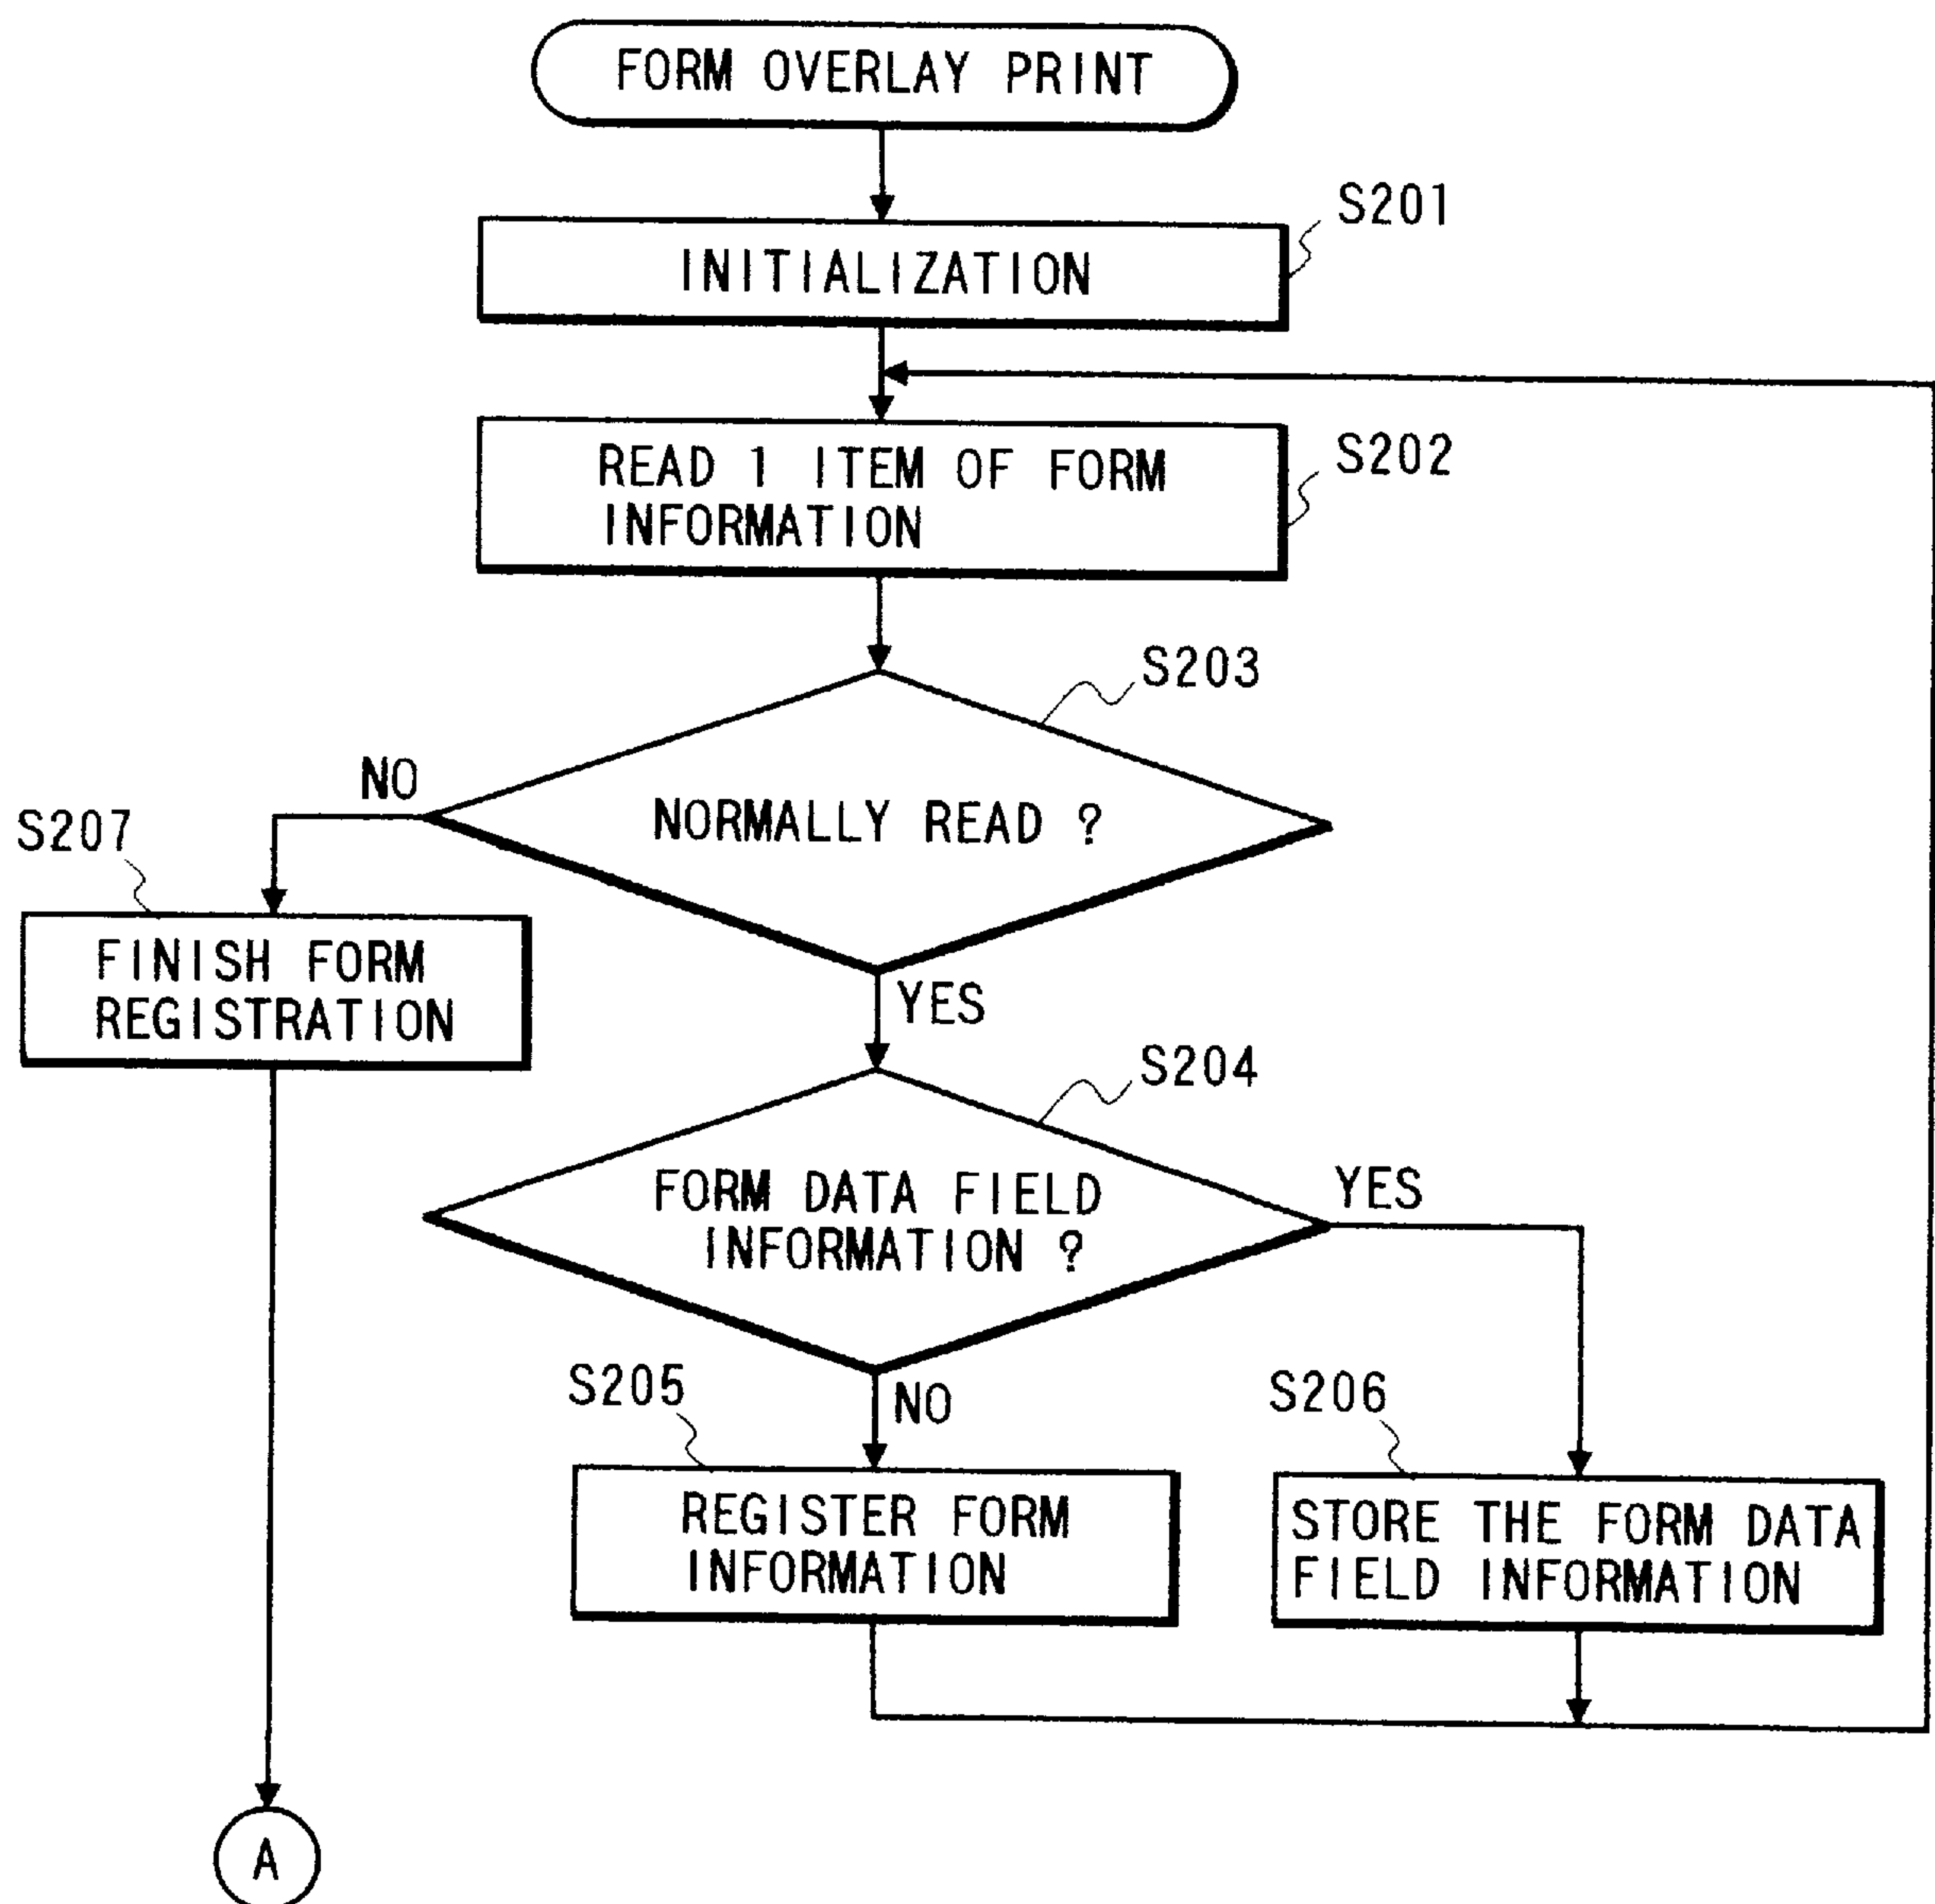 FORM OVERLAY PRINT
S201
INITIALIZATION
S202
READ 1 ITEM OF FORM
INFORMATION
S203
NORMALLY READ ?
NO
S207
FINISH FORM
REGISTRATION
YES
S204
FORM DATA FIELD
INFORMATION ?
YES
S205
NO
S206
REGISTER FORM
INFORMATION
STORE THE FORM DATA
FIELD INFORMATION
A